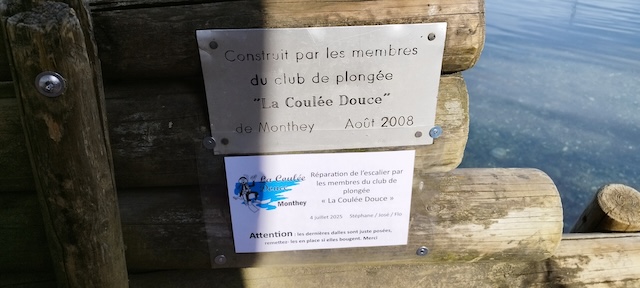 Construit par les membres
du club de plongée
"La Coulée Douce"
de Monthey Août 2008
La Coulée
Douce
Monthey
Réparation de l'escalier par
les membres du club de
plongée
« La Coulée Douce »
4 juillet 2025 Stéphane / José / Flo
Attention : les dernières dalles sont juste posées,
remettez-les en place si elles bougent. Merci